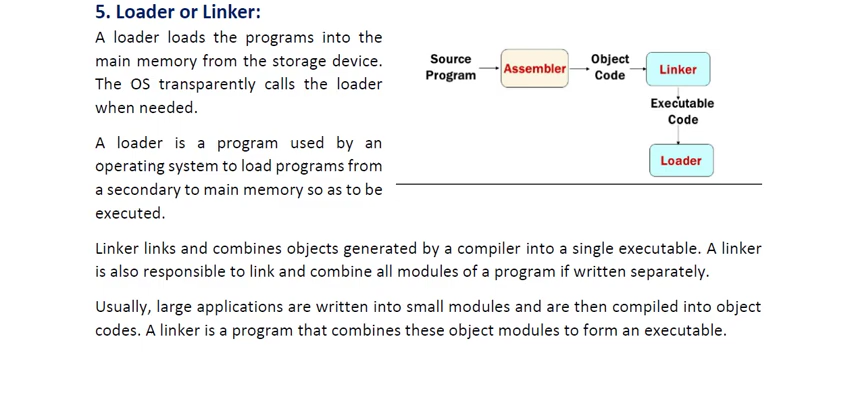 5. Loader or Linker:
A loader loads the programs into the
main memory from the storage device.
The OS transparently calls the loader
when needed.
A loader is a program used by an
operating system to load programs from
a secondary to main memory so as to be
executed.
Source
Program
Assembler
Object
Code
Linker
Executable
Code
Loader
Linker links and combines objects generated by a compiler into a single executable. A linker
is also responsible to link and combine all modules of a program if written separately.
Usually, large applications are written into small modules and are then compiled into object
codes. A linker is a program that combines these object modules to form an executable.